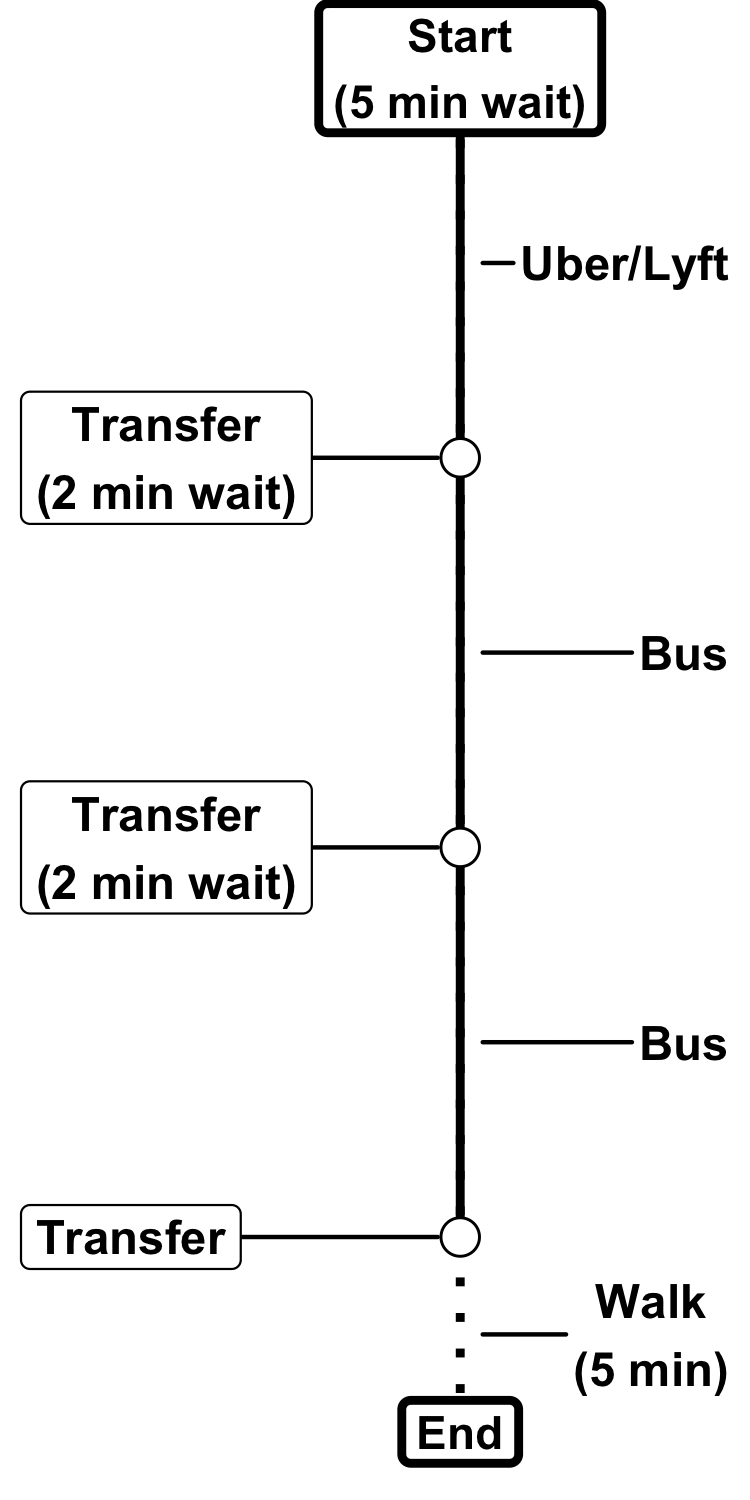 Start
(5 min wait)
Uber/Lyft
Transfer
(2 min wait)
Bus
Transfer
(2 min wait)
Bus
Transfer
Walk
(5 min)
End